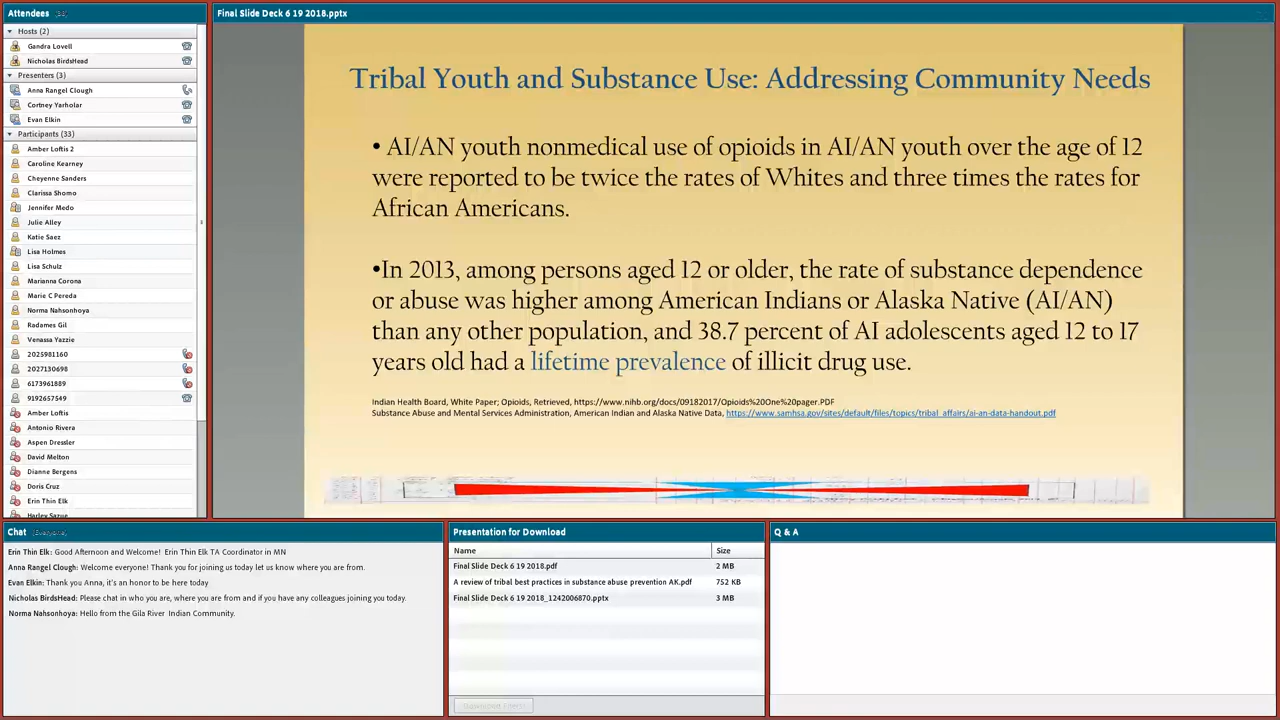 Attendees
Hosts (2)
Gandra Lovell
Nicholas BirdsHead
Presenters (3)
Anna Rangel Clough
Cortney Yarholar
Evan Elkin
Participants (33)
Amber Loftis 2
Caroline Kearney
Cheyenne Sanders
Clarissa Shomo
Jennifer Medo
Julie Alley
Katie Saez
Lisa Holmes
Lisa Schulz
Marianna Corona
Marie C Pereda
Norma Nahsonhoya
Radames Gil
Venassa Yazzie
2025981160
2027130698
6173961889
9192657549
Amber Loftis
Antonio Rivera
Aspen Dressler
David Melton
Dianne Bergens
Doris Cruz
Erin Thin Elk
Final Slide Deck 6 19 2018.pptx
Tribal Youth and Substance Use: Addressing Community Needs
• AI/AN youth nonmedical use of opioids in AI/AN youth over the age of 12
were reported to be twice the rates of Whites and three times the rates for
African Americans.
•In 2013, among persons aged 12 or older, the rate of substance dependence
or abuse was higher among American Indians or Alaska Native (AI/AN)
than any other population, and 38.7 percent of AI adolescents aged 12 to 17
years old had a lifetime prevalence of illicit drug use.
Indian Health Board, White Paper; Opioids, Retrieved, https://www.nihb.org/docs/09182017/Opioids%20One%20pager.PDF
Substance Abuse and Mental Services Administration, American Indian and Alaska Native Data, https://www.samhsa.gov/sites/default/files/topics/tribal_affairs/ai-an-data-handout.pdf
Chat (Everyone)
Erin Thin Elk: Good Afternoon and Welcome! Erin Thin Elk TA Coordinator in MN
Anna Rangel Clough: Welcome everyone! Thank you for joining us today let us know where you are from.
Evan Elkin: Thank you Anna, it's an honor to be here today
Nicholas BirdsHead: Please chat in who you are, where you are from and if you have any colleagues joining you today.
Norma Nahsonhoya: Hello from the Gila River Indian Community.
Presentation for Download
Name Size
Final Slide Deck 6 19 2018.pdf 2 MB
A review of tribal best practices in substance abuse prevention AK.pdf 752 KB
Final Slide Deck 6 19 2018_1242006870.pptx 3 MB
Q & A